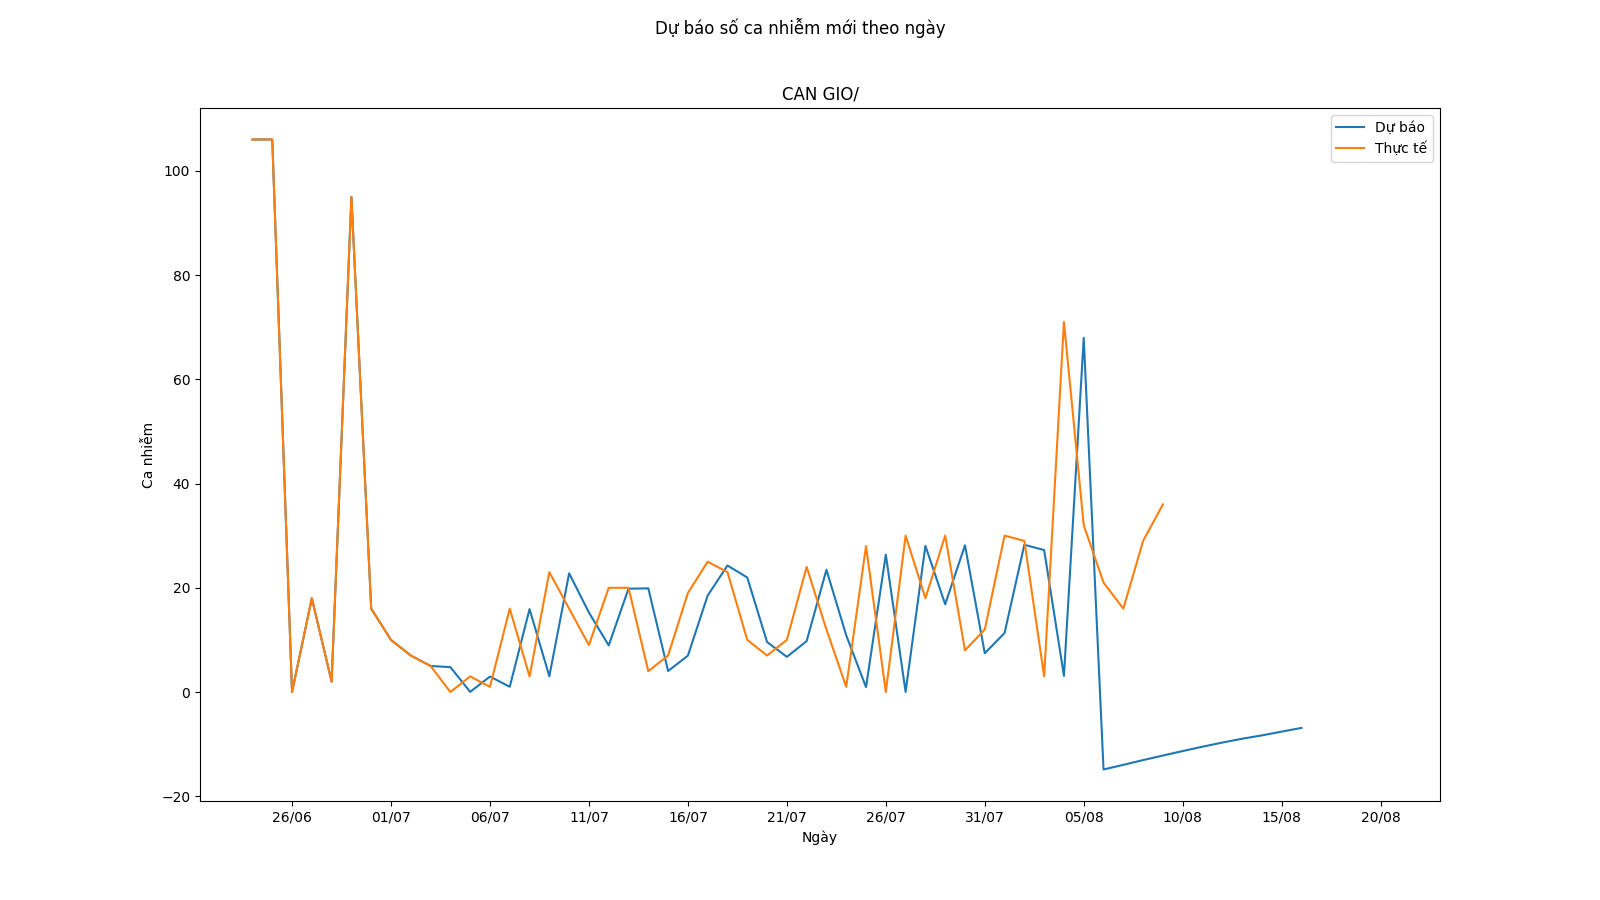 Dự báo số ca nhiễm mới theo ngày
CAN GIO/
Dự báo
Thực tế
100
80
60
40
20
0
−20
Ca nhiễm
26/06 01/07 06/07 11/07 16/07 21/07 26/07 31/07 05/08 10/08 15/08 20/08
Ngày